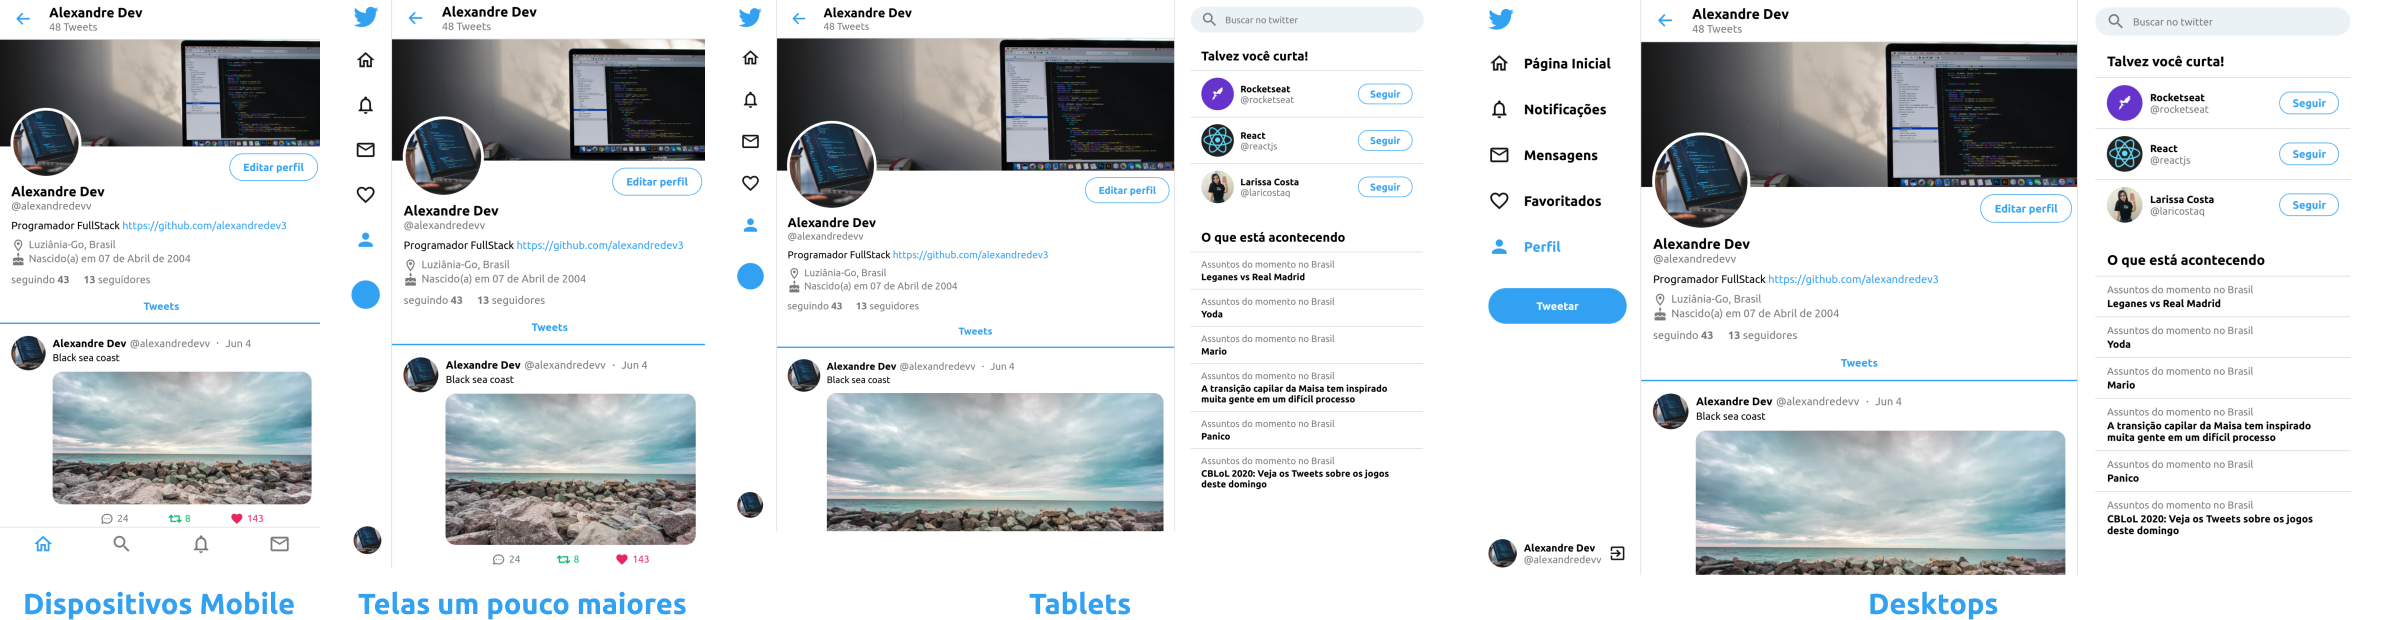 Alexandre Dev
48 Tweets
Editar perfil
Alexandre Dev
@alexandredevv
Programador FullStack https://github.com/alexandredev3
Luziânia-Go, Brasil
Nascido(a) em 07 de Abril de 2004
seguindo 43 13 seguidores
Tweets
Alexandre Dev @alexandredevv · Jun 4
Black sea coast
24 8 143
Dispositivos Mobile
Alexandre Dev
48 Tweets
Editar perfil
Alexandre Dev
@alexandredevv
Programador FullStack https://github.com/alexandredev3
Luziânia-Go, Brasil
Nascido(a) em 07 de Abril de 2004
seguindo 43 13 seguidores
Tweets
Alexandre Dev @alexandredevv · Jun 4
Black sea coast
24 8 143
Telas um pouco maiores
Alexandre Dev
48 Tweets
Editar perfil
Alexandre Dev
@alexandredevv
Programador FullStack https://github.com/alexandredev3
Luziânia-Go, Brasil
Nascido(a) em 07 de Abril de 2004
seguindo 43 13 seguidores
Tweets
Alexandre Dev @alexandredevv · Jun 4
Black sea coast
Buscar no twitter
Talvez você curta!
Rocketseat
@rocketseat
Seguir
React
@reactjs
Seguir
Larissa Costa
@laricostaq
Seguir
O que está acontecendo
Assuntos do momento no Brasil
Leganes vs Real Madrid
Assuntos do momento no Brasil
Yoda
Assuntos do momento no Brasil
Mario
Assuntos do momento no Brasil
A transição capilar da Maisa tem inspirado
muita gente em um difícil processo
Assuntos do momento no Brasil
Panico
Assuntos do momento no Brasil
CBLoL 2020: Veja os Tweets sobre os jogos
deste domingo
Tablets
Página Inicial
Notificações
Mensagens
Favoritados
Perfil
Tweetar
Alexandre Dev
@alexandredevv
Alexandre Dev
48 Tweets
Editar perfil
Alexandre Dev
@alexandredevv
Programador FullStack https://github.com/alexandredev3
Luziânia-Go, Brasil
Nascido(a) em 07 de Abril de 2004
seguindo 43 13 seguidores
Tweets
Alexandre Dev @alexandredevv · Jun 4
Black sea coast
Buscar no twitter
Talvez você curta!
Rocketseat
@rocketseat
Seguir
React
@reactjs
Seguir
Larissa Costa
@laricostaq
Seguir
O que está acontecendo
Assuntos do momento no Brasil
Leganes vs Real Madrid
Assuntos do momento no Brasil
Yoda
Assuntos do momento no Brasil
Mario
Assuntos do momento no Brasil
A transição capilar da Maisa tem inspirado
muita gente em um difícil processo
Assuntos do momento no Brasil
Panico
Assuntos do momento no Brasil
CBLoL 2020: Veja os Tweets sobre os jogos
deste domingo
Desktops